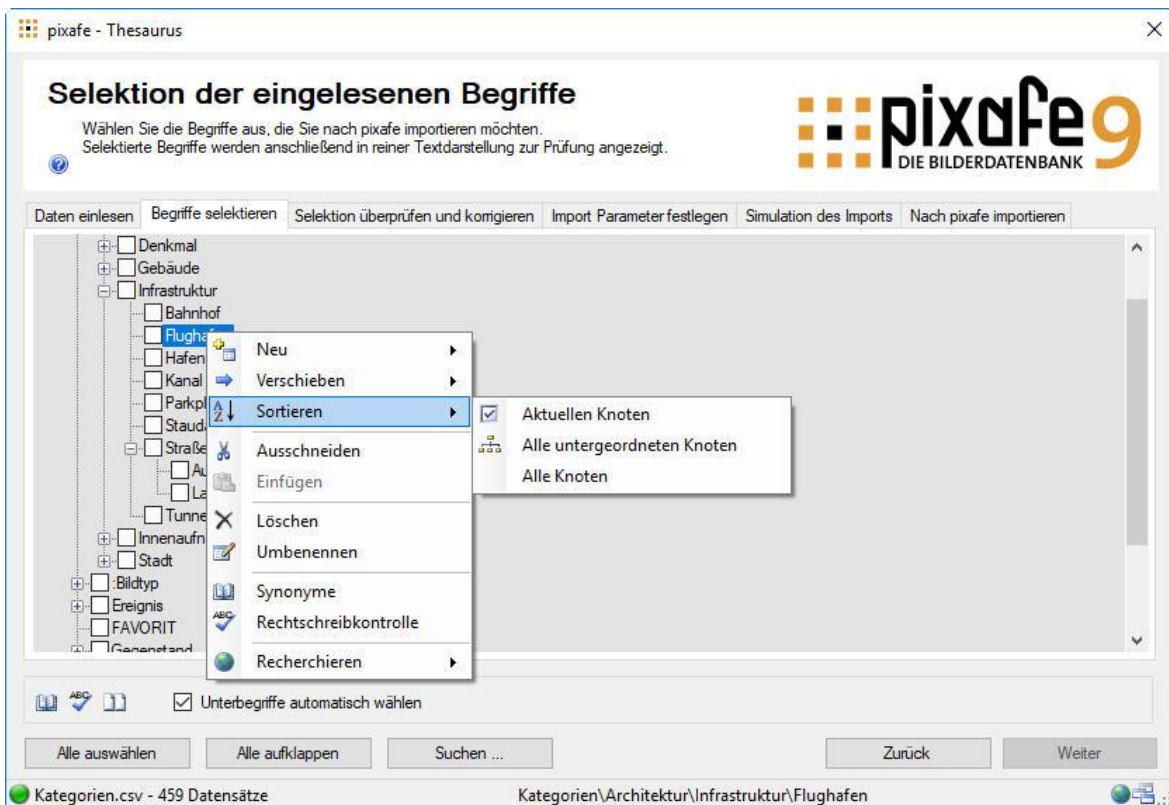 pixafe - Thesaurus
Selektion der eingelesenen Begriffe
Wählen Sie die Begriffe aus, die Sie nach pixafe importieren möchten.
Selektierte Begriffe werden anschließend in reiner Textdarstellung zur Prüfung angezeigt.
pixafe 9
DIE BILDERDATENBANK
Daten einlesen Begriffe selektieren Selektion überprüfen und korrigieren Import Parameter festlegen Simulation des Imports Nach pixafe importieren
Denkmal
Gebäude
Infrastruktur
Bahnhof
Hafen
Kanal
Straße
Stadt
:Bildtyp
Ereignis
FAVORIT
Gegenstand
Neu
Verschieben
Sortieren
Ausschneiden
Einfügen
Löschen
Umbenennen
Synonyme
Rechtschreibkontrolle
Recherchieren
Aktuellen Knoten
Alle untergeordneten Knoten
Alle Knoten
Unterbegriffe automatisch wählen
Alle auswählen Alle aufklappen Suchen ... Zurück Weiter
Kategorien.csv - 459 Datensätze Kategorien\Architektur\Infrastruktur\Flughafen